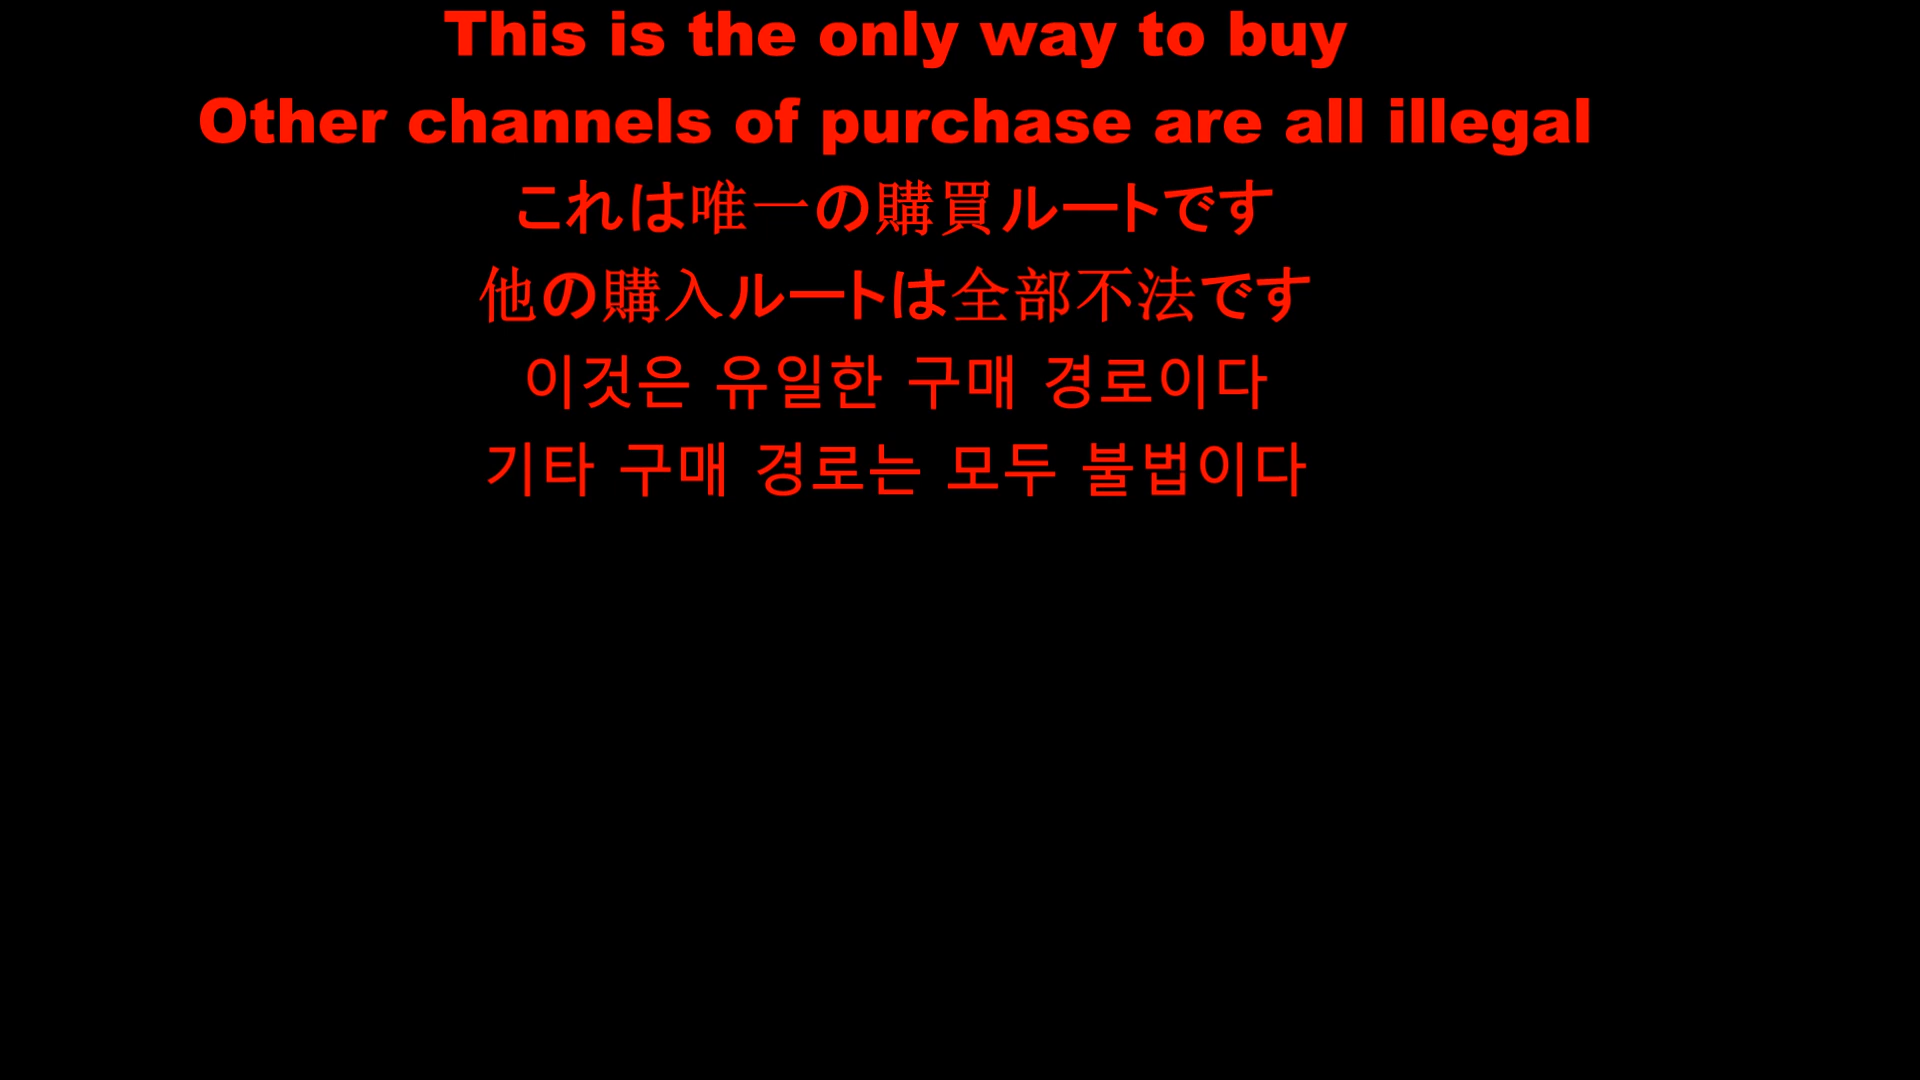 This is the only way to buy
Other channels of purchase are all illegal
これは唯一の購買ルートです
他の購入ルートは全部不法です
이것은 유일한 구매 경로이다
기타 구매 경로는 모두 불법이다